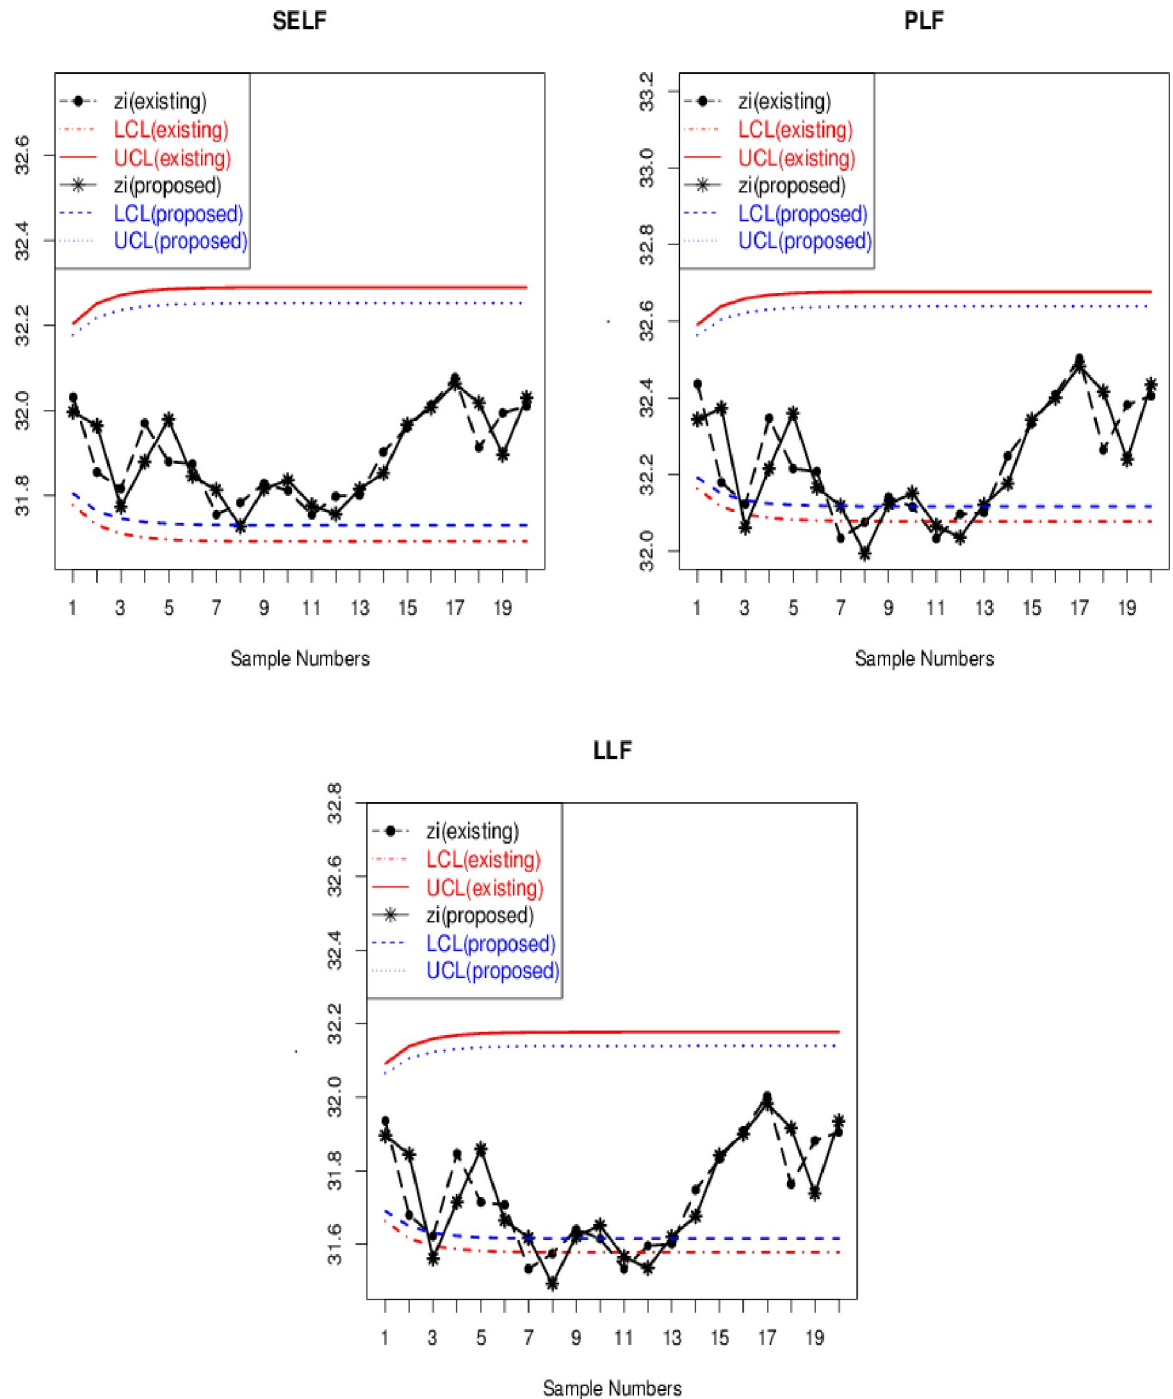 SELF
zi(existing)
LCL(existing)
UCL(existing)
zi(proposed)
LCL(proposed)
UCL(proposed)
32.6
32.4
32.2
32.0
31.8
1 3 5 7 9 11 13 15 17 19
Sample Numbers
PLF
zi(existing)
LCL(existing)
UCL(existing)
zi(proposed)
LCL(proposed)
UCL(proposed)
33.2
33.0
32.8
32.6
32.4
32.2
32.0
1 3 5 7 9 11 13 15 17 19
Sample Numbers
LLF
zi(existing)
LCL(existing)
UCL(existing)
zi(proposed)
LCL(proposed)
UCL(proposed)
32.8
32.6
32.4
32.2
32.0
31.8
31.6
1 3 5 7 9 11 13 15 17 19
Sample Numbers